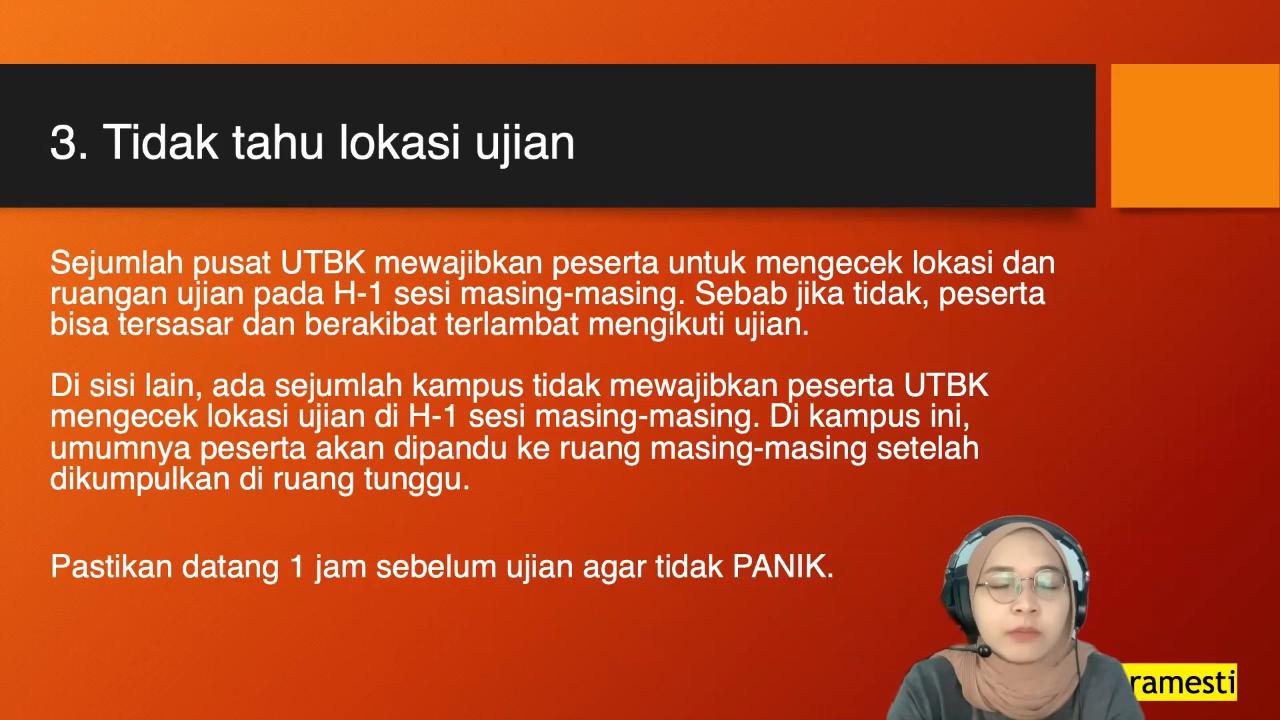 3. Tidak tahu lokasi ujian
Sejumlah pusat UTBK mewajibkan peserta untuk mengecek lokasi dan
ruangan ujian pada H-1 sesi masing-masing. Sebab jika tidak, peserta
bisa tersasar dan berakibat terlambat mengikuti ujian.
Di sisi lain, ada sejumlah kampus tidak mewajibkan peserta UTBK
mengecek lokasi ujian di H-1 sesi masing-masing. Di kampus ini,
umumnya peserta akan dipandu ke ruang masing-masing setelah
dikumpulkan di ruang tunggu.
Pastikan datang 1 jam sebelum ujian agar tidak PANIK.
ramesti